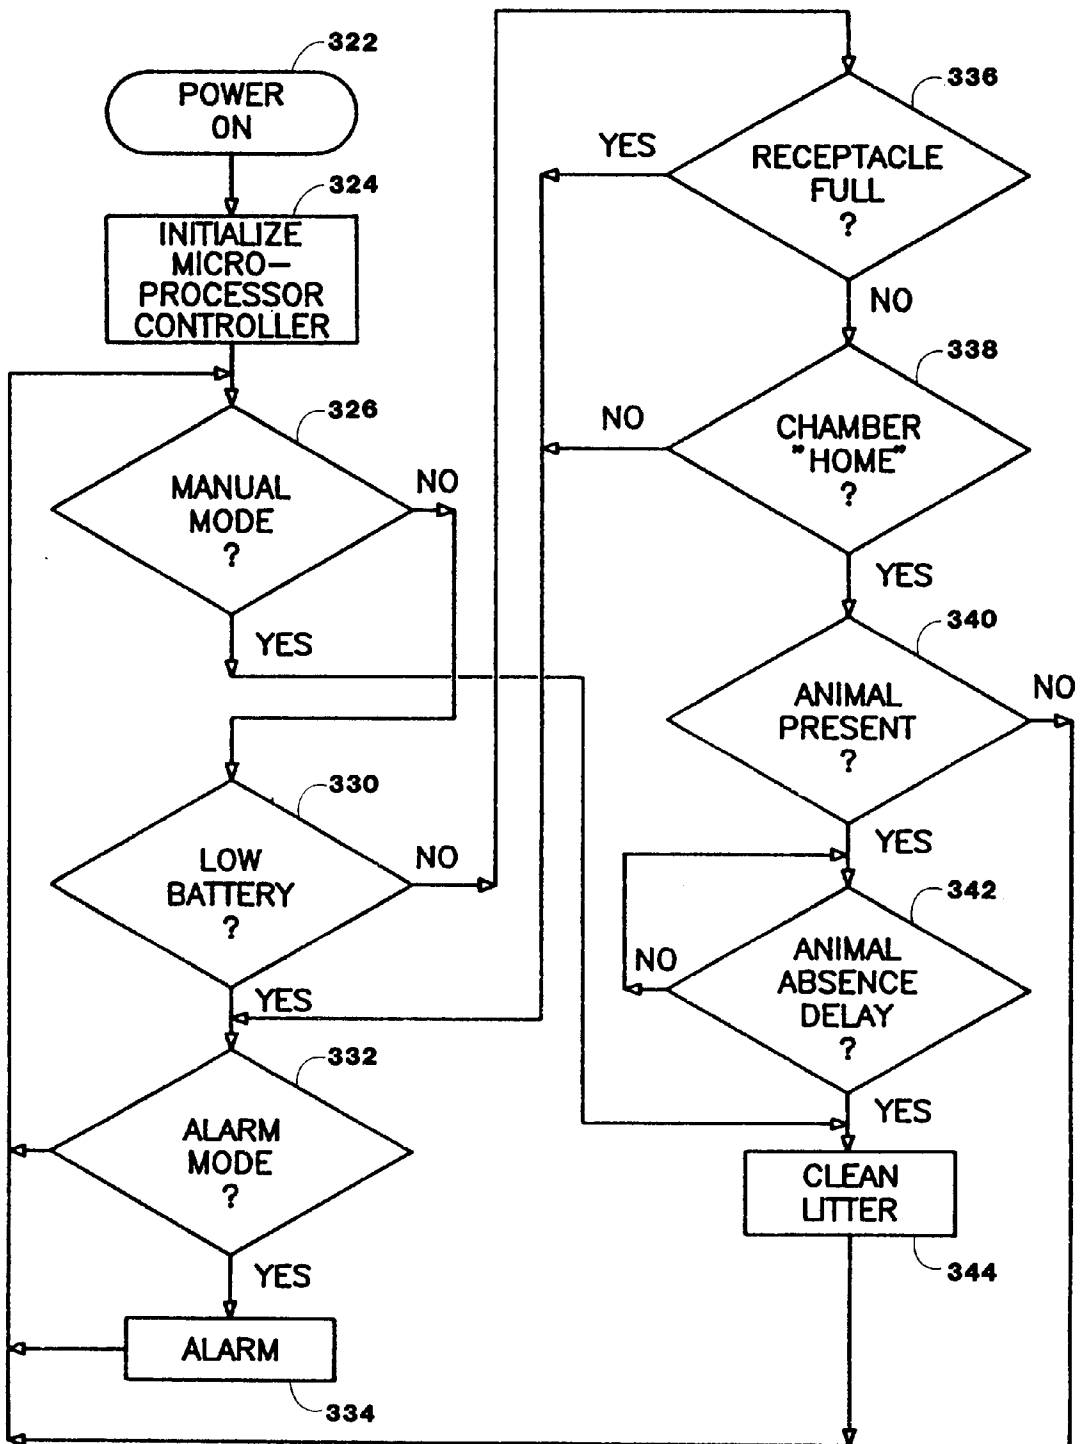 322
POWER
ON
324
INITIALIZE
MICRO-
PROCESSOR
CONTROLLER
326
MANUAL
MODE
?
NO
YES
330
LOW
BATTERY
?
NO
YES
332
ALARM
MODE
?
YES
ALARM
334
336
RECEPTACLE
FULL
?
YES
NO
338
CHAMBER
"HOME"
?
NO
YES
340
ANIMAL
PRESENT
?
NO
YES
342
ANIMAL
ABSENCE
DELAY
?
NO
YES
CLEAN
LITTER
344